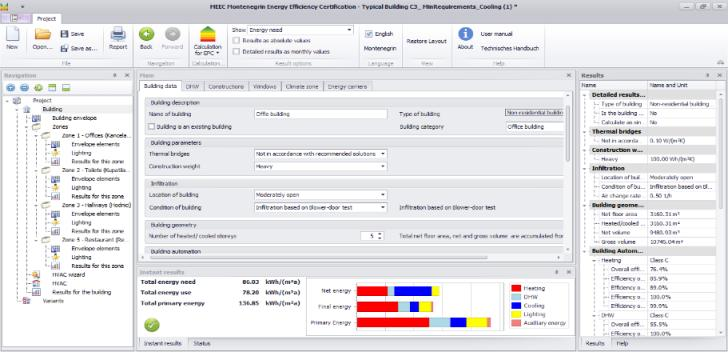 MEEC Montenegrin Energy Efficiency Certification - Typical Building C3_ MinRequirements_Cooling (1) *
Project
New
Open...
Save
Save as...
Report
File
Back
Forward
Navigation
Calculation for EPC
Calculation...
Show Energy need
Results as absolute values
Detailed results as monthly values
Result options
English
Montenegrin
Language
Restore Layout
View
About
User manual
Technisches Handbuch
Help
Navigation
Project
Building
Building envelope
Zones
Zone 1 - Offices (Kancela...
Envelope elements
Lighting
Results for this zone
Zone 2 - Toilets (Kupatila...
Envelope elements
Lighting
Results for this zone
Zone 3 - Hallways (Hodnici)
Envelope elements
Lighting
Results for this zone
Zone 5 - Restaurant (Re...
Envelope elements
Lighting
Results for this zone
HVAC wizard
HVAC
Results for the building
Variants
Main
Building data DHW Constructions Windows Climate zone Energy carriers
Building description
Name of building Office building Type of building Non-residential building
Building is an existing building Building category Office building
Building parameters
Thermal bridges Not in accordance with recommended solutions
Construction weight Heavy
Infiltration
Location of building Moderately open
Condition of building Infiltration based on blower-door test Infiltration based on blower-door test
Building geometry
Number of heated/ cooled storeys 5 Total net floor area, net and gross volume are accumulated from
Building automation
Instant results
Total energy need 86.03 kWh/(m²a)
Total energy use 78.20 kWh/(m²a)
Total primary energy 136.85 kWh/(m²a)
Net energy
Final energy
Primary Energy
Heating
DHW
Cooling
Lighting
Auxiliary energy
Instant results Status
Results
Name Name and Unit
Detailed results...
Type of building Non-residential building
Is the building ... No
Calculate as sin... No
Thermal bridges
Not in accorda... 0.10 W/(m²K)
Construction w...
Heavy 100.00 Wh/(m²K)
Infiltration
Location of buil... Moderately open
Condition of bu... Infiltration based on bl...
Air change rate 0.50 1/h
Building geome...
Net floor area 3160.31 m²
Heated/cooled ... 3160.31 m²
Net volume 9480.93 m³
Gross volume 10745.04 m³
Building Autom...
Heating Class C
Overall effi... 76.4%
Efficiency o... 85.9%
Efficiency o... 89.0%
Efficiency o... 100.0%
Efficiency o... 99.9%
DHW Class C
Overall effi... 55.5%
Efficiency o... 100.0%
Results Help